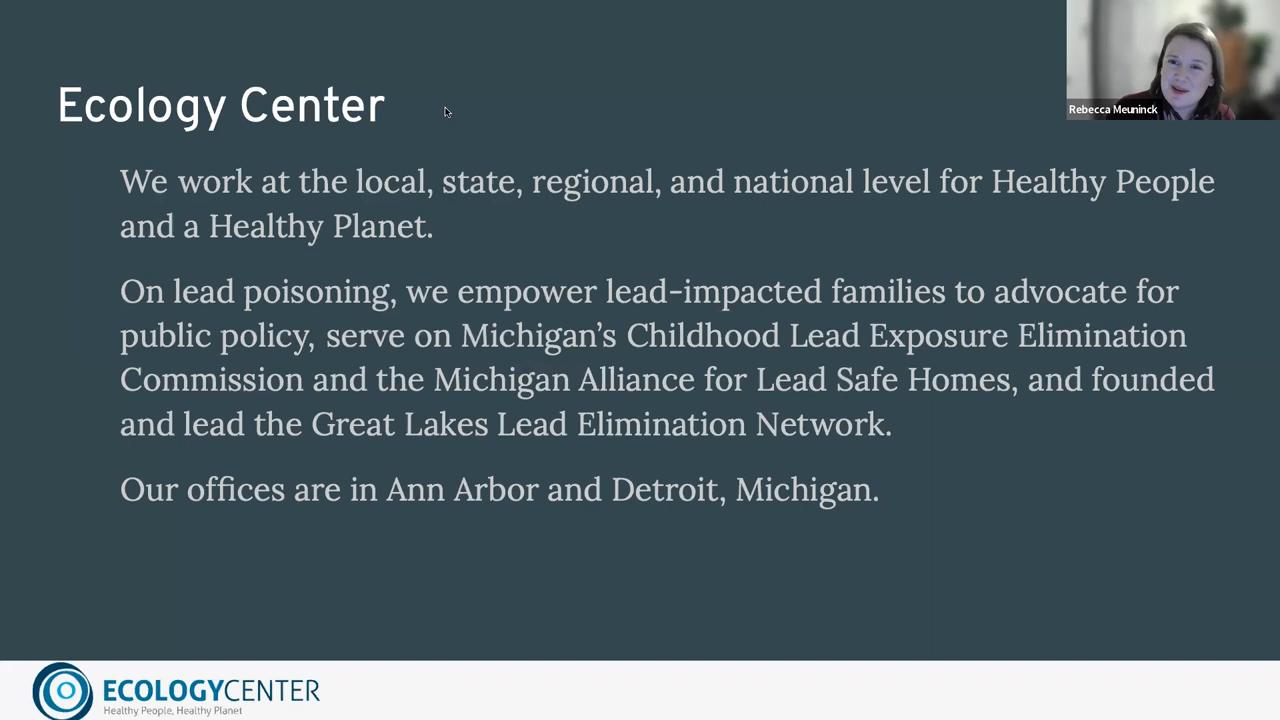 Ecology Center
Rebecca Meuninck
We work at the local, state, regional, and national level for Healthy People
and a Healthy Planet.
On lead poisoning, we empower lead-impacted families to advocate for
public policy, serve on Michigan’s Childhood Lead Exposure Elimination
Commission and the Michigan Alliance for Lead Safe Homes, and founded
and lead the Great Lakes Lead Elimination Network.
Our offices are in Ann Arbor and Detroit, Michigan.
ECOLOGYCENTER
Healthy People, Healthy Planet